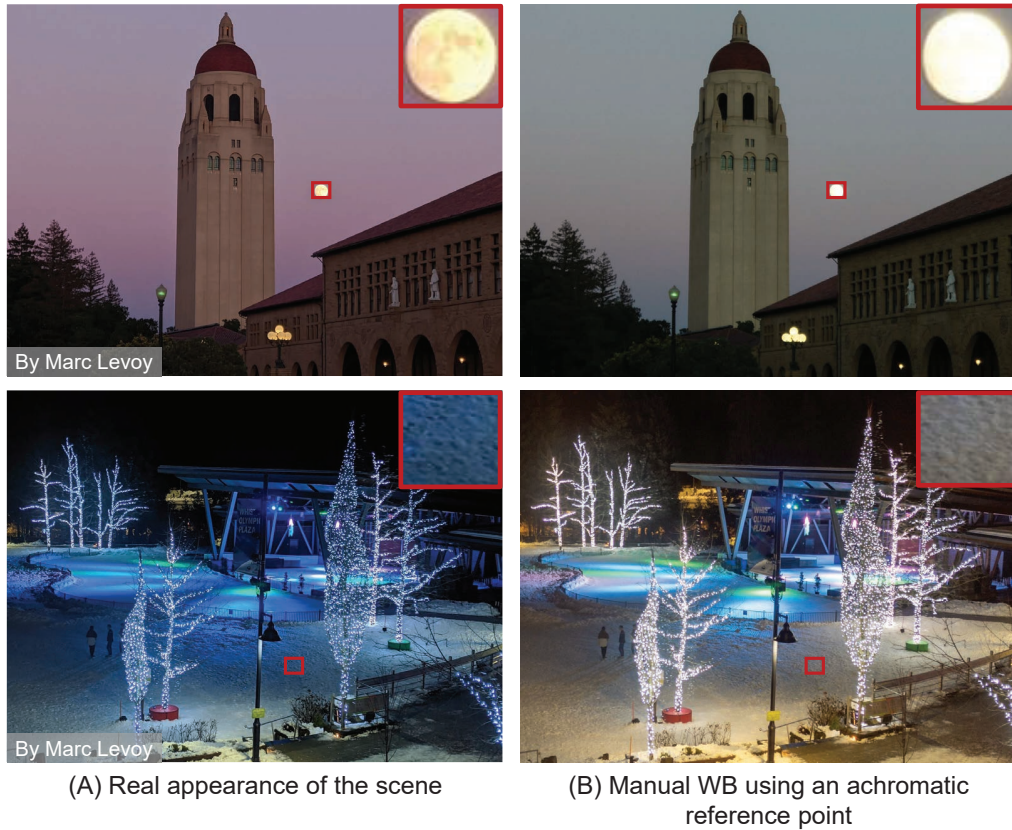 By Marc Levoy
By Marc Levoy
(A) Real appearance of the scene
(B) Manual WB using an achromatic
reference point